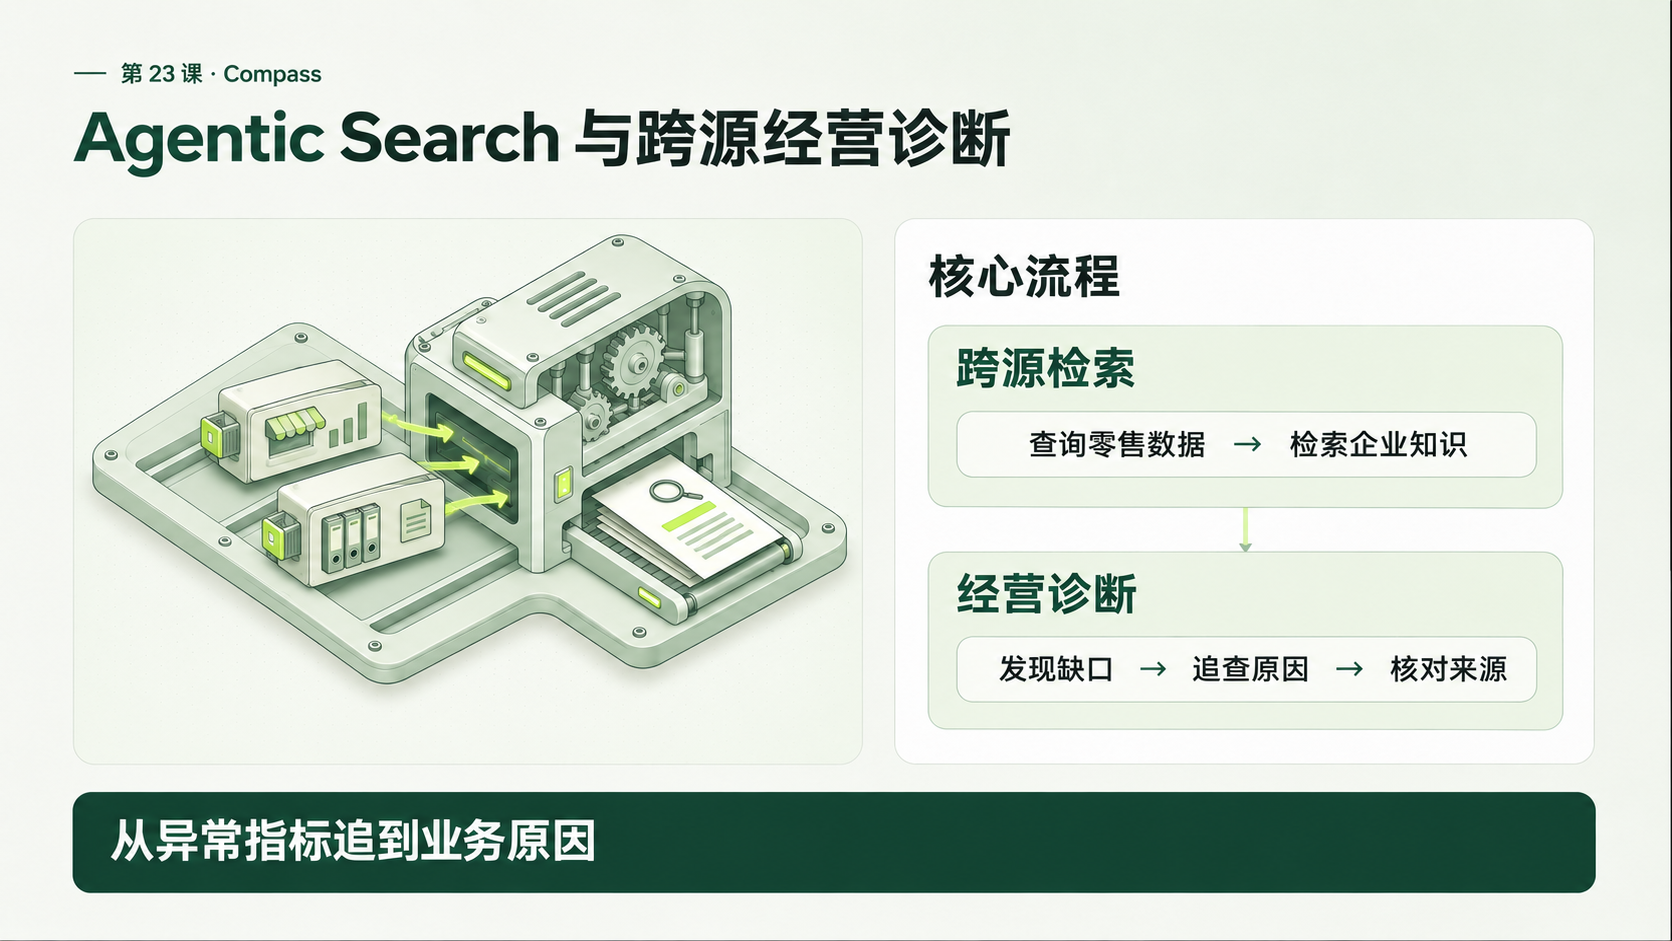 第 23 课 · Compass
Agentic Search 与跨源经营诊断
核心流程
跨源检索
查询零售数据 → 检索企业知识
经营诊断
发现缺口 → 追查原因 → 核对来源
从异常指标追到业务原因